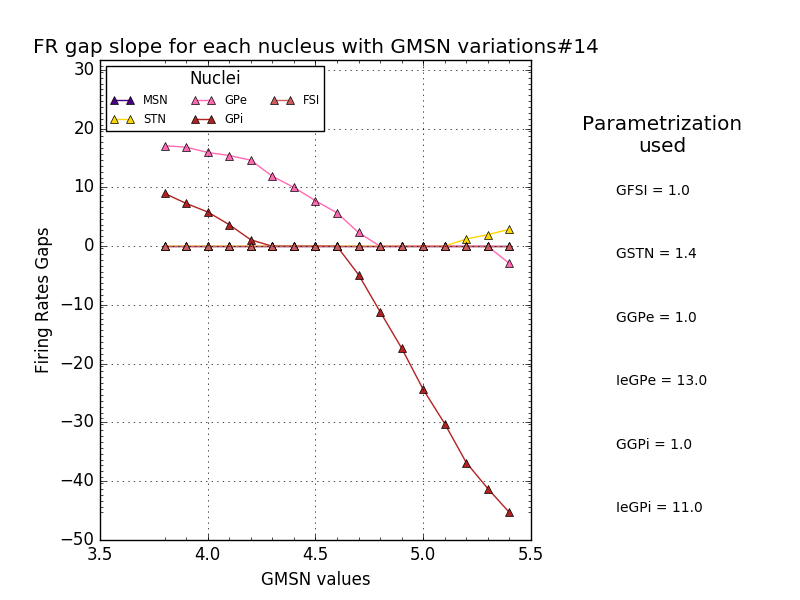 FR gap slope for each nucleus with GMSN variations#14
Nuclei
MSN GPe FSI
STN GPi
30
20
10
0
−10
−20
−30
−40
−50
Firing Rates Gaps
3.5 4.0 4.5 5.0 5.5
GMSN values
Parametrization
used
GFSI = 1.0
GSTN = 1.4
GGPe = 1.0
IeGPe = 13.0
GGPi = 1.0
IeGPi = 11.0